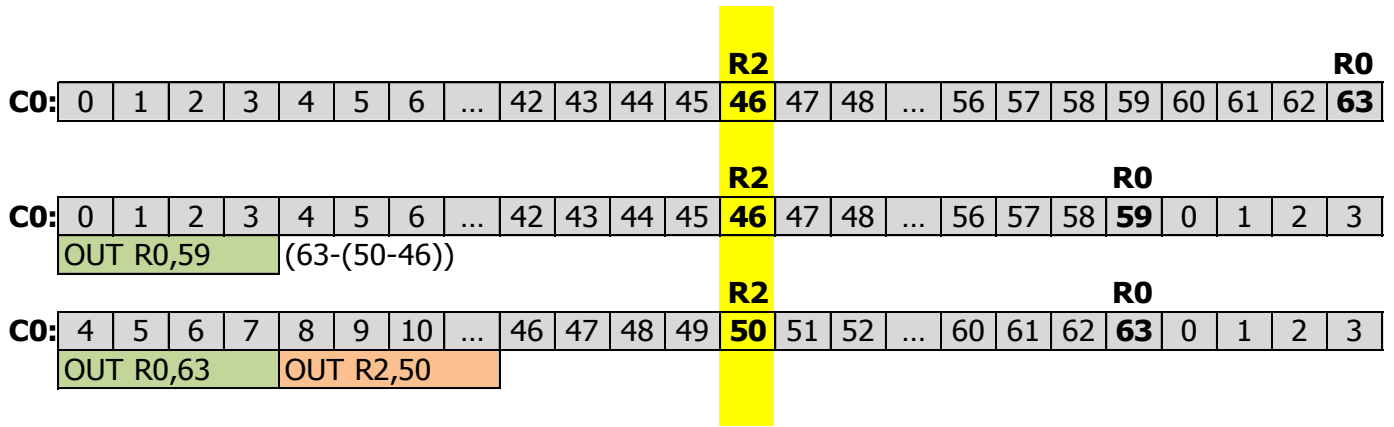 R2 R0
C0: 0 1 2 3 4 5 6 … 42 43 44 45 46 47 48 … 56 57 58 59 60 61 62 63
R2 R0
C0: 0 1 2 3 4 5 6 … 42 43 44 45 46 47 48 … 56 57 58 59 0 1 2 3
OUT R0,59 (63-(50-46))
R2 R0
C0: 4 5 6 7 8 9 10 … 46 47 48 49 50 51 52 … 60 61 62 63 0 1 2 3
OUT R0,63 OUT R2,50